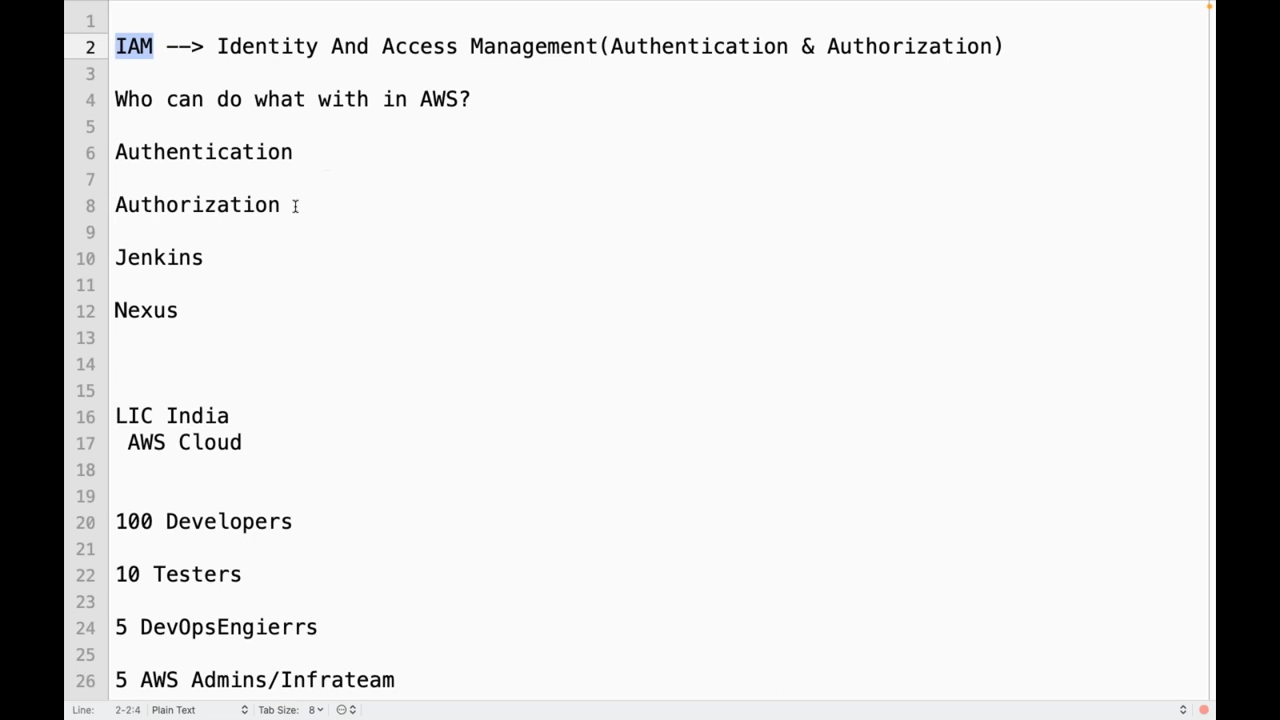 1
2 IAM --> Identity And Access Management(Authentication & Authorization)
3
4 Who can do what with in AWS?
5
6 Authentication
7
8 Authorization
9
10 Jenkins
11
12 Nexus
13
14
15
16 LIC India
17 AWS Cloud
18
19
20 100 Developers
21
22 10 Testers
23
24 5 DevOpsEngierrs
25
26 5 AWS Admins/Infrateam
Line: 2-2:4 Plain Text Tab Size: 8